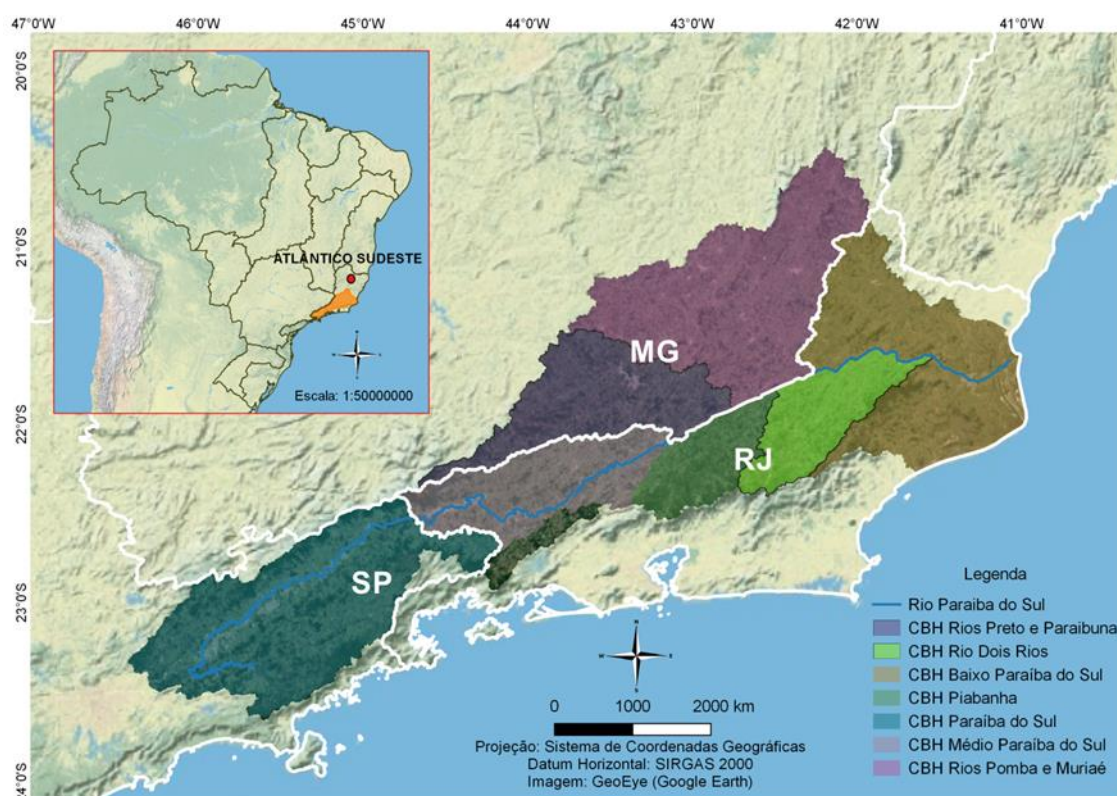 47°0'W 46°0'W 45°0'W 44°0'W 43°0'W 42°0'W 41°0'W
20°0'S
21°0'S
22°0'S
23°0'S
24°0'S
ATLÂNTICO SUDESTE
Escala: 1:50000000
MG
RJ
SP
Legenda
Rio Paraiba do Sul
CBH Rios Preto e Paraibuna
CBH Rio Dois Rios
CBH Baixo Paraíba do Sul
CBH Piabanha
CBH Paraíba do Sul
CBH Médio Paraíba do Sul
CBH Rios Pomba e Muriaé
N
W E
S
0 1000 2000 km
Projeção: Sistema de Coordenadas Geográficas
Datum Horizontal: SIRGAS 2000
Imagem: GeoEye (Google Earth)